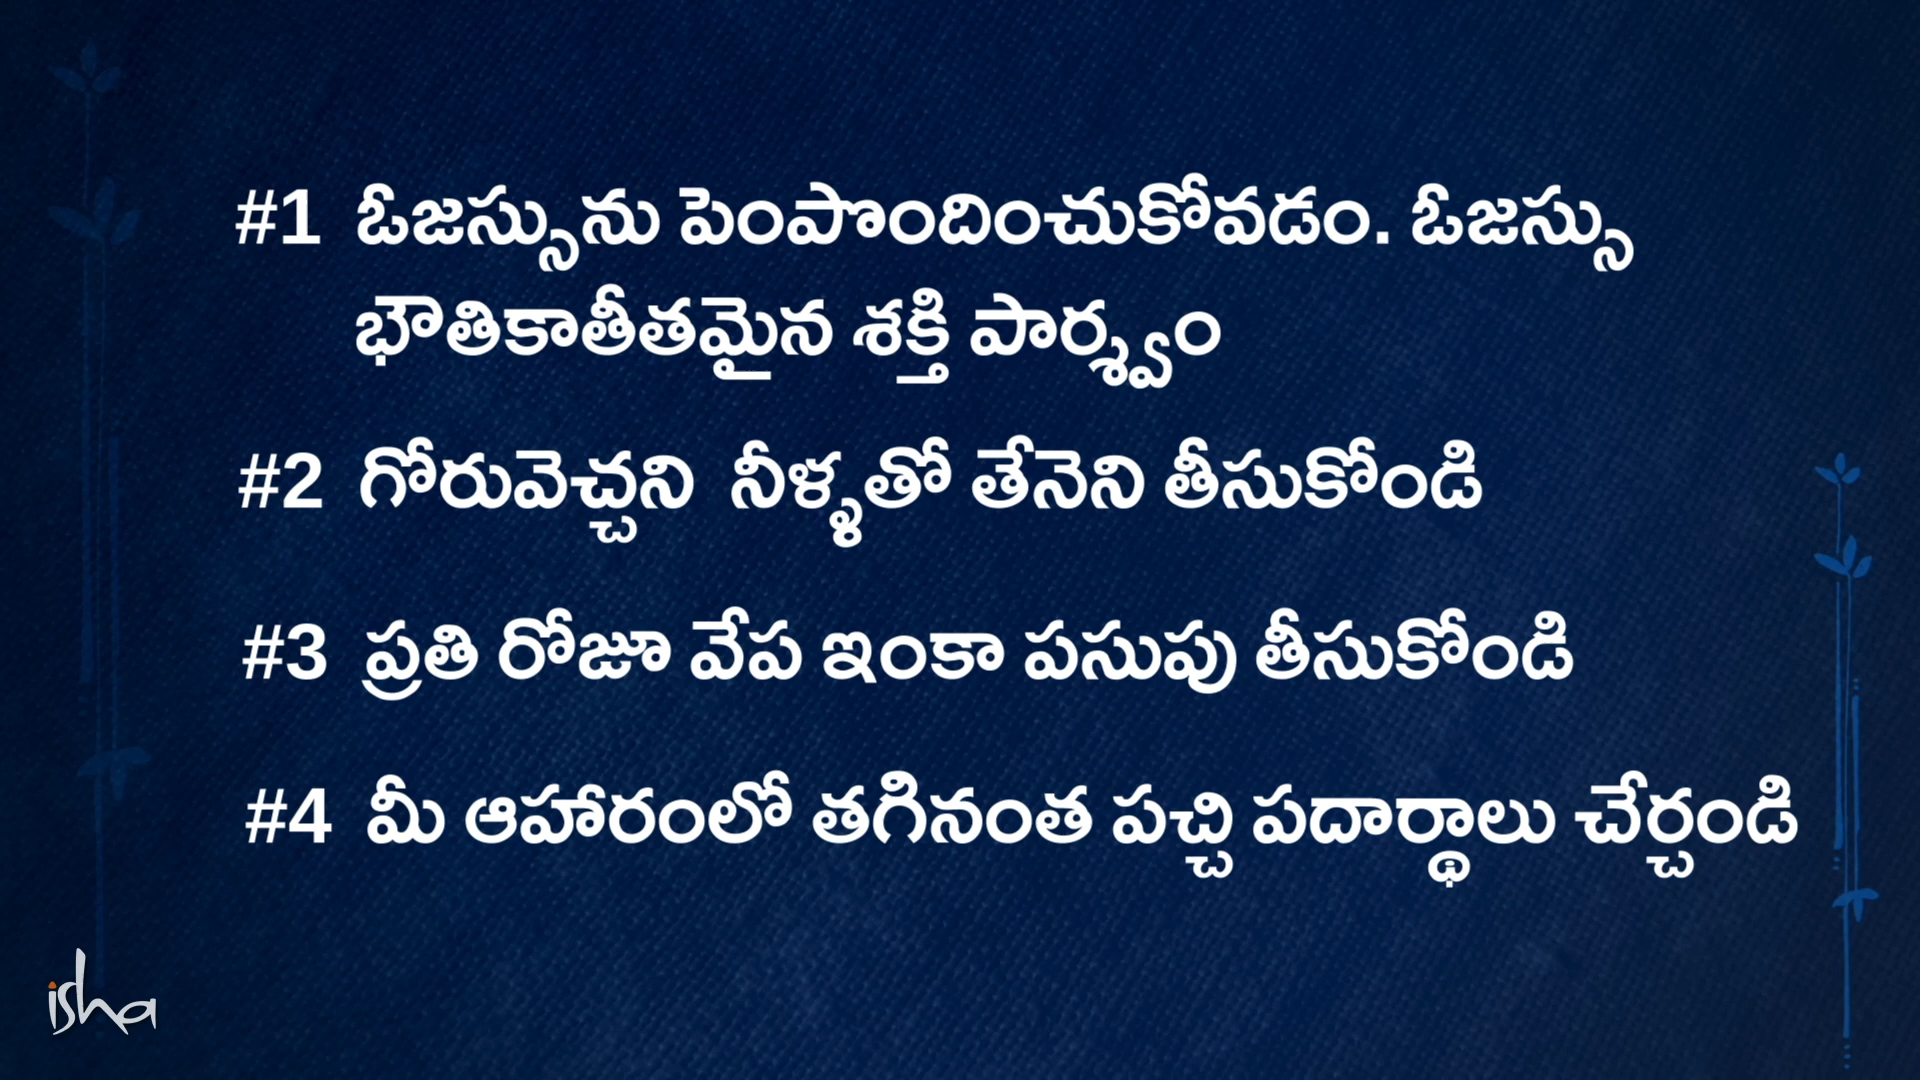 #1 ఓజస్సును పెంపొందించుకోవడం. ఓజస్సు
భౌతికాతీతమైన శక్తి పార్శ్వం
#2 గోరువెచ్చని నీళ్ళతో తేనెని తీసుకోండి
#3 ప్రతి రోజూ వేప ఇంకా పసుపు తీసుకోండి
#4 మీ ఆహారంలో తగినంత పచ్చి పదార్థాలు చేర్చండి
isha